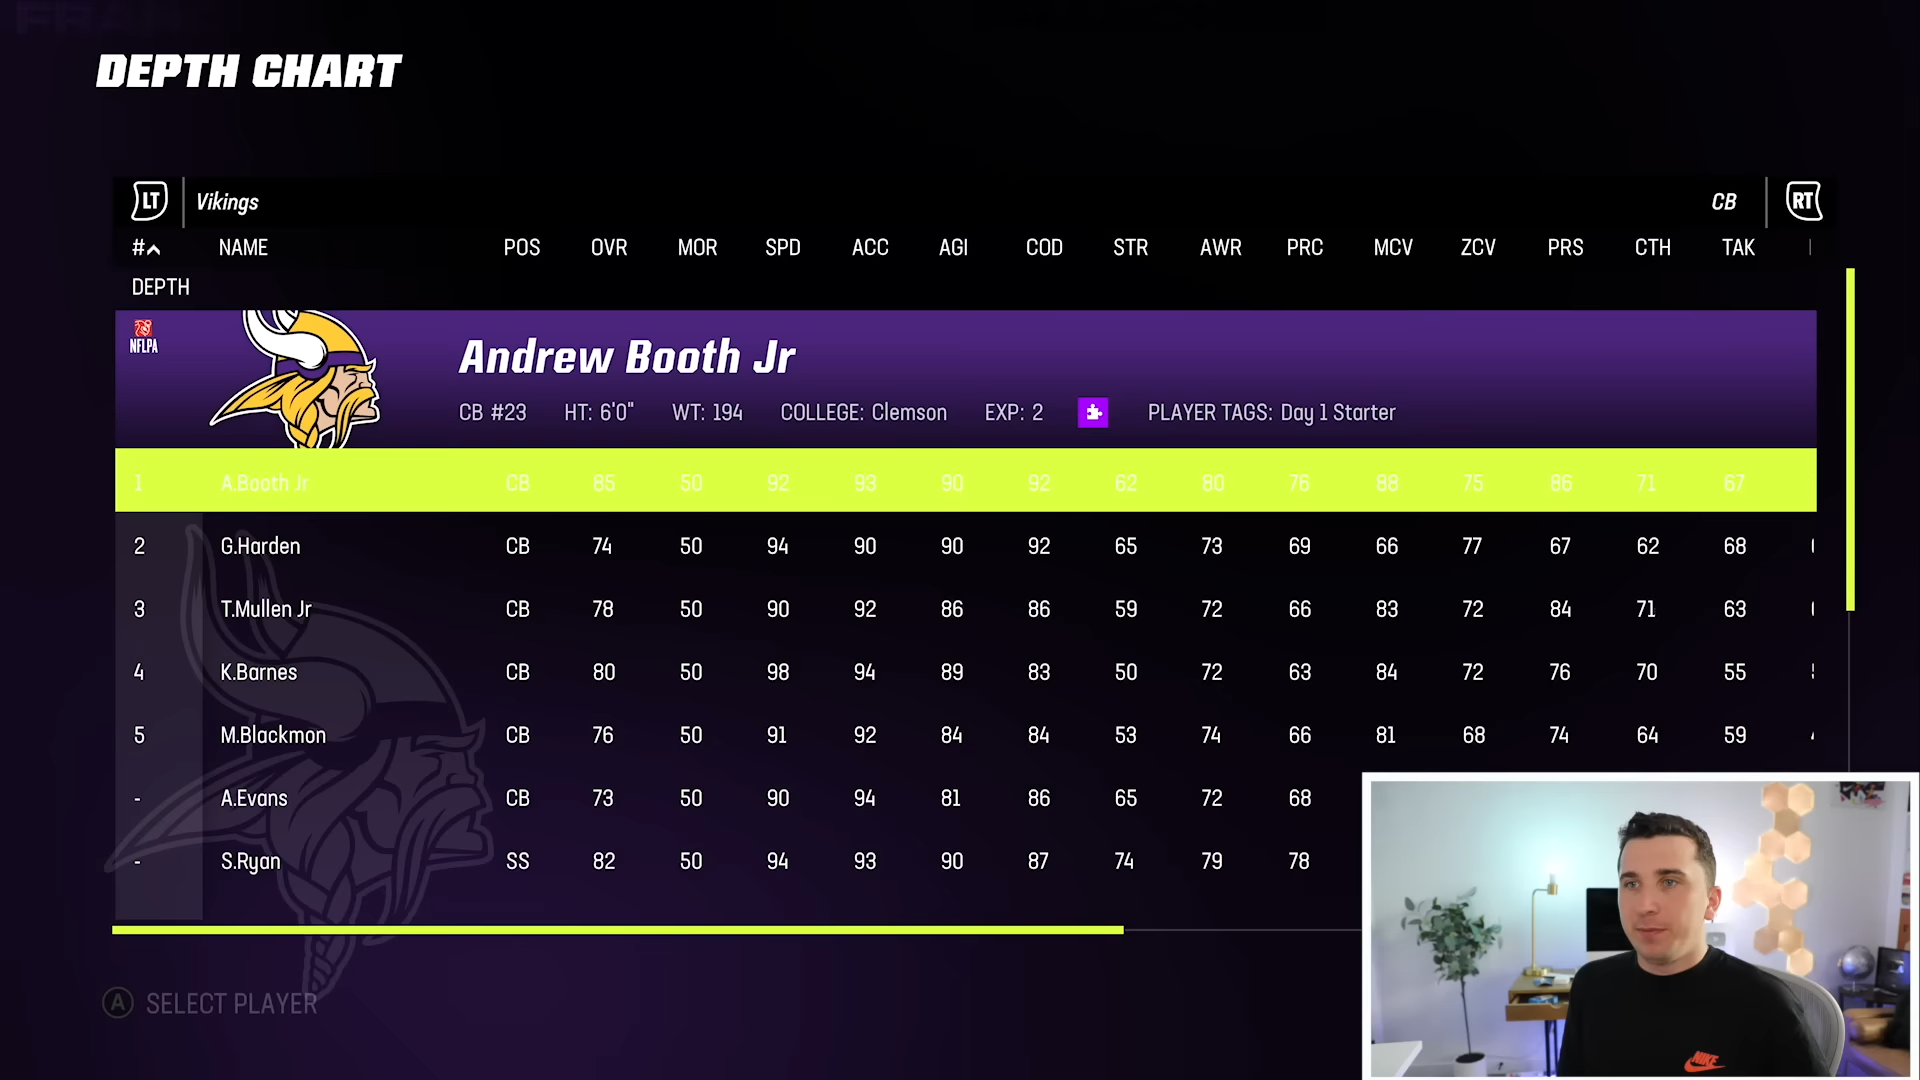 FRAN
DEPTH CHART
LT Vikings CB RT
# NAME POS OVR MOR SPD ACC AGI COD STR AWR PRC MCV ZCV PRS CTH TAK
DEPTH
NFLPA
Andrew Booth Jr
CB #23 HT: 6'0" WT: 194 COLLEGE: Clemson EXP: 2 PLAYER TAGS: Day 1 Starter
1 A.Booth Jr CB 85 50 92 93 90 92 62 80 76 88 75 86 71 67
2 G.Harden CB 74 50 94 90 90 92 65 73 69 66 77 67 62 68
3 T.Mullen Jr CB 78 50 90 92 86 86 59 72 66 83 72 84 71 63
4 K.Barnes CB 80 50 98 94 89 83 50 72 63 84 72 76 70 55
5 M.Blackmon CB 76 50 91 92 84 84 53 74 66 81 68 74 64 59
- A.Evans CB 73 50 90 94 81 86 65 72 68
- S.Ryan SS 82 50 94 93 90 87 74 79 78
A SELECT PLAYER
NIKE